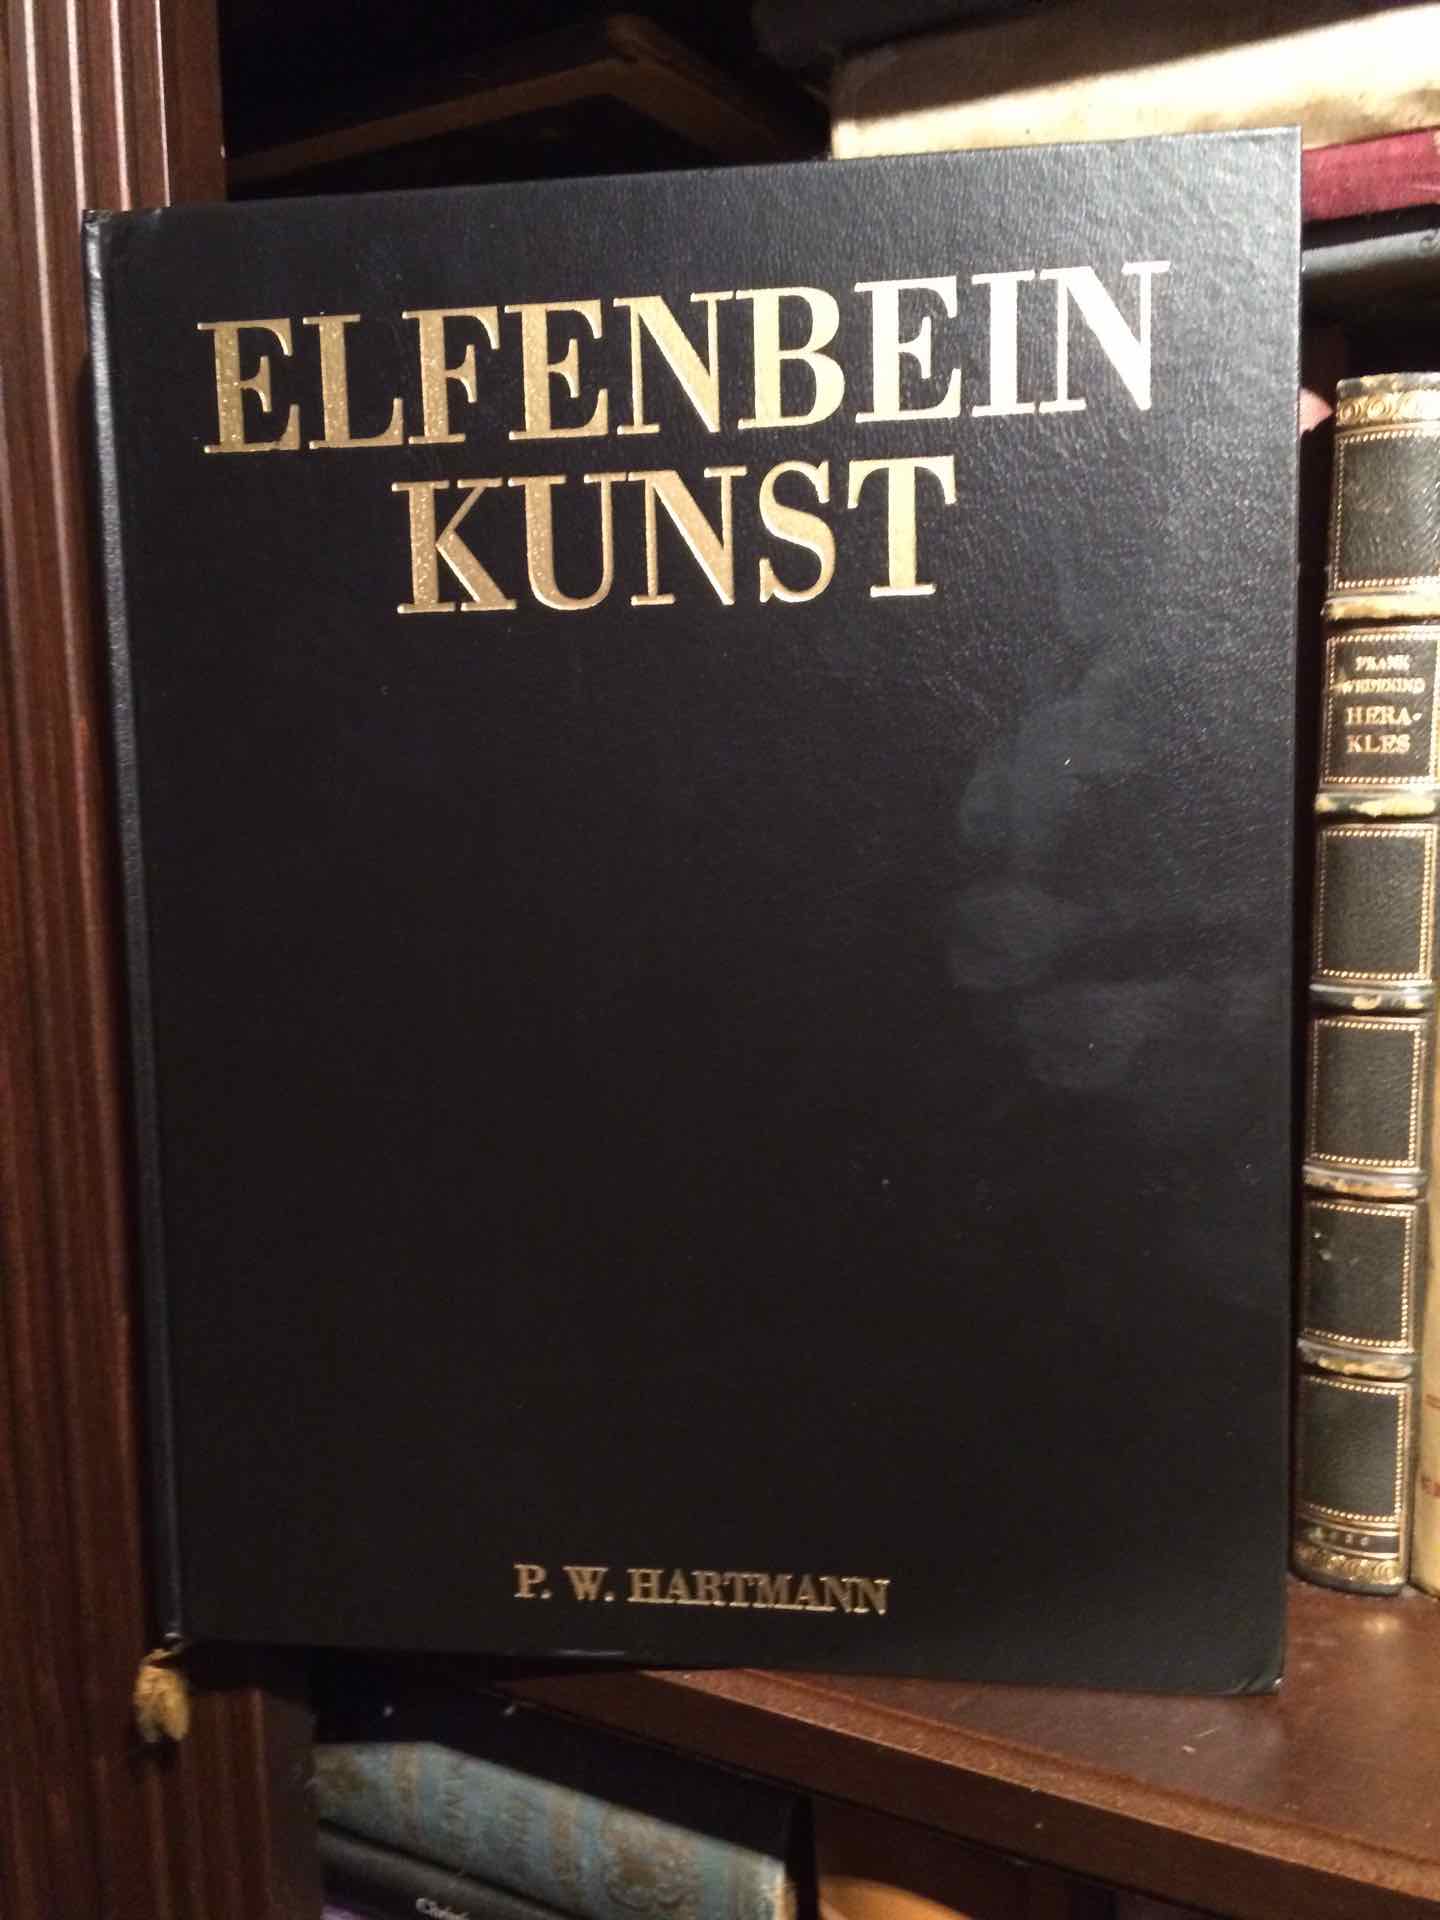 ELFENBEIN
KUNST
P. W. HARTMANN
FRANK
WEDEKIND
HERA-
KLES